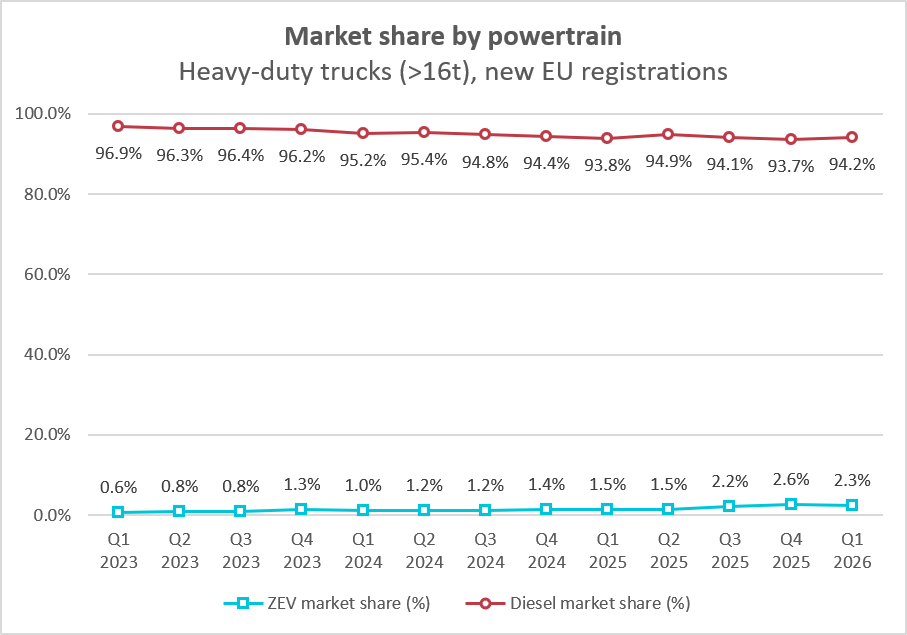 Market share by powertrain
Heavy-duty trucks (>16t), new EU registrations
100.0%
96.9% 96.3% 96.4% 96.2% 95.2% 95.4% 94.8% 94.4% 93.8% 94.9% 94.1% 93.7% 94.2%
80.0%
60.0%
40.0%
20.0%
0.6% 0.8% 0.8% 1.3% 1.0% 1.2% 1.2% 1.4% 1.5% 1.5% 2.2% 2.6% 2.3%
0.0%
Q1 Q2 Q3 Q4 Q1 Q2 Q3 Q4 Q1 Q2 Q3 Q4 Q1
2023 2023 2023 2023 2024 2024 2024 2024 2025 2025 2025 2025 2026
ZEV market share (%) Diesel market share (%)